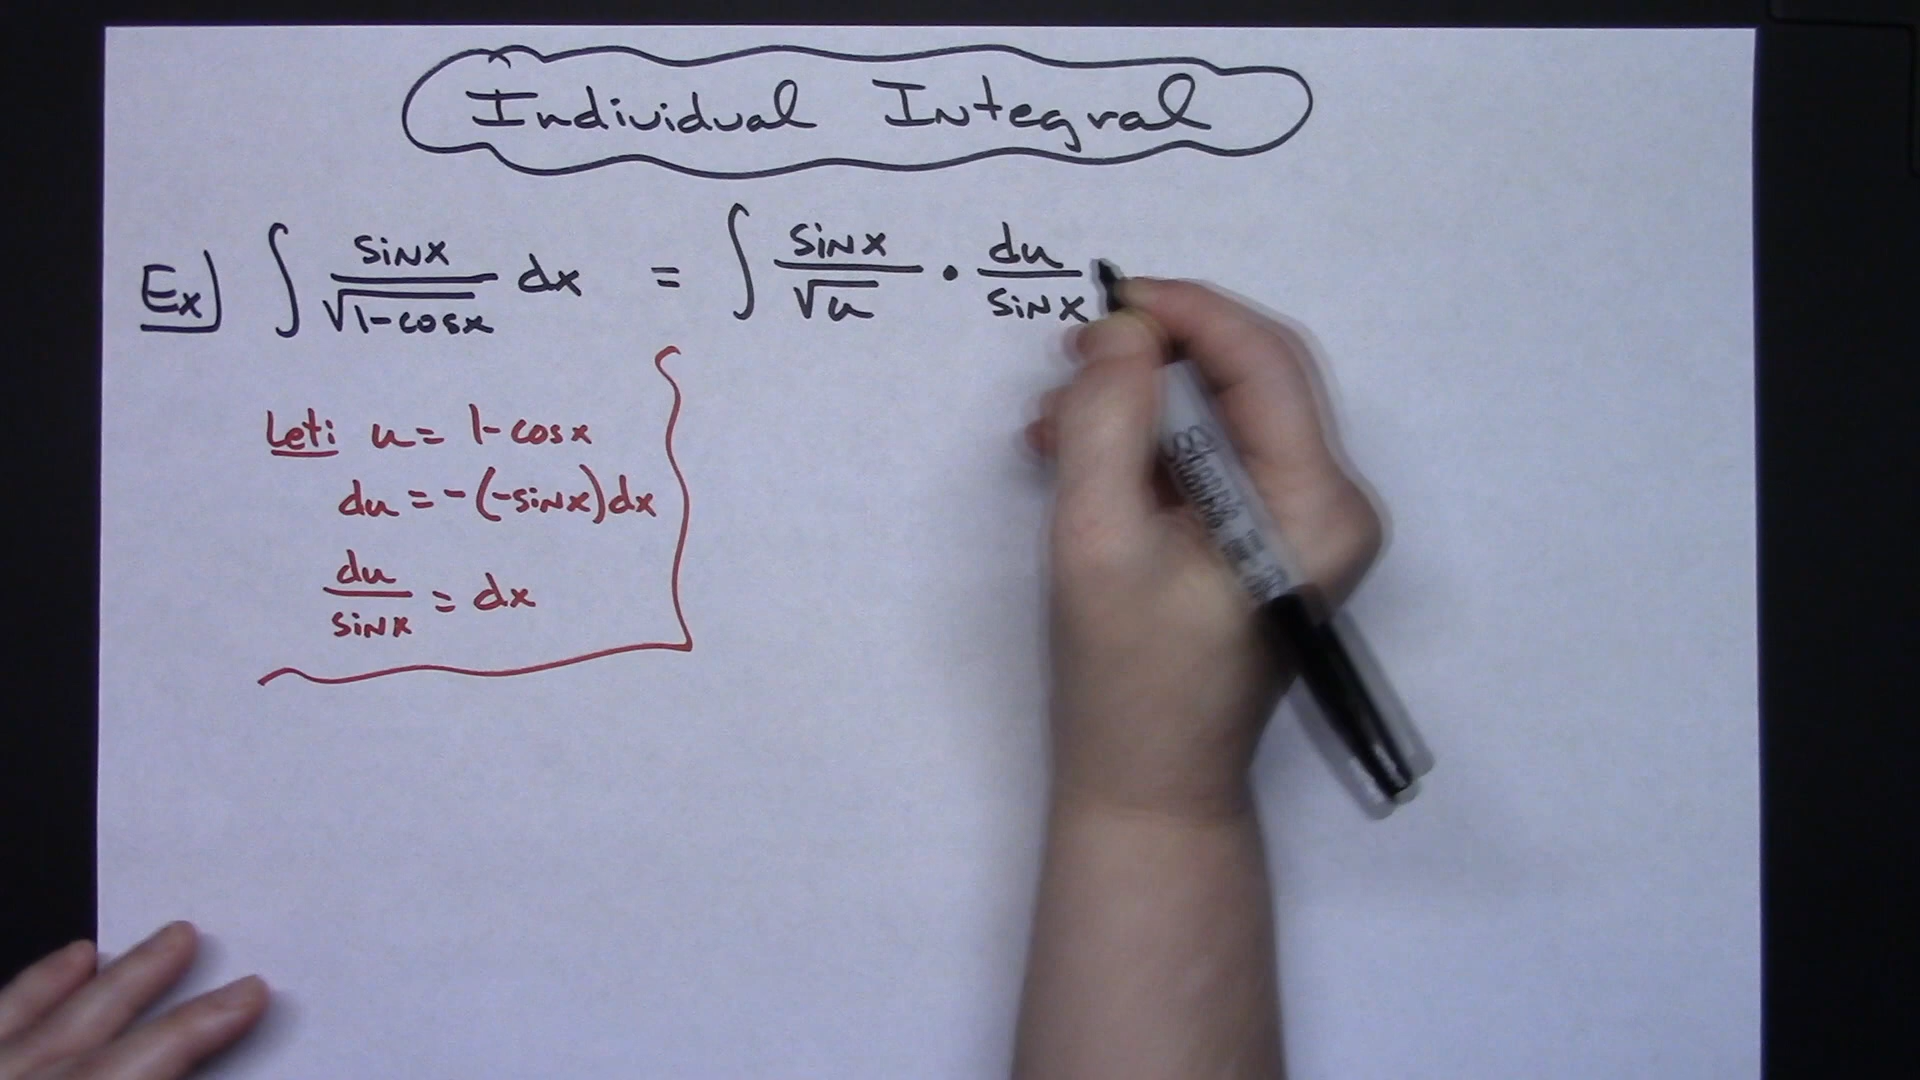 Individual Integral
Ex) ∫ sinx / √(1-cosx) dx = ∫ sinx / √u · du / sinx
Let: u = 1-cosx
du = -(-sinx)dx
du / sinx = dx
Sharpie